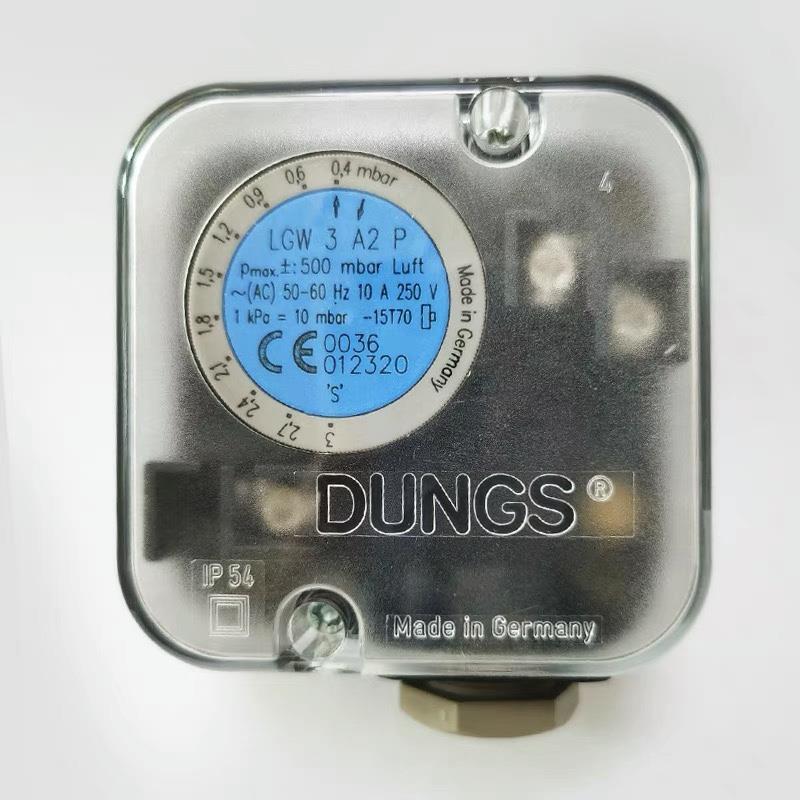 4
0,4 mbar
0,6
0,9
1,2
1,5
1,8
2,1
2,4
2,7
3
LGW 3 A2 P
pmax. ±: 500 mbar Luft
~(AC) 50-60 Hz 10 A 250 V
1 kPa = 10 mbar -15T70
CE 0036
012320
'S'
Made in Germany
DUNGS®
IP 54
Made in Germany